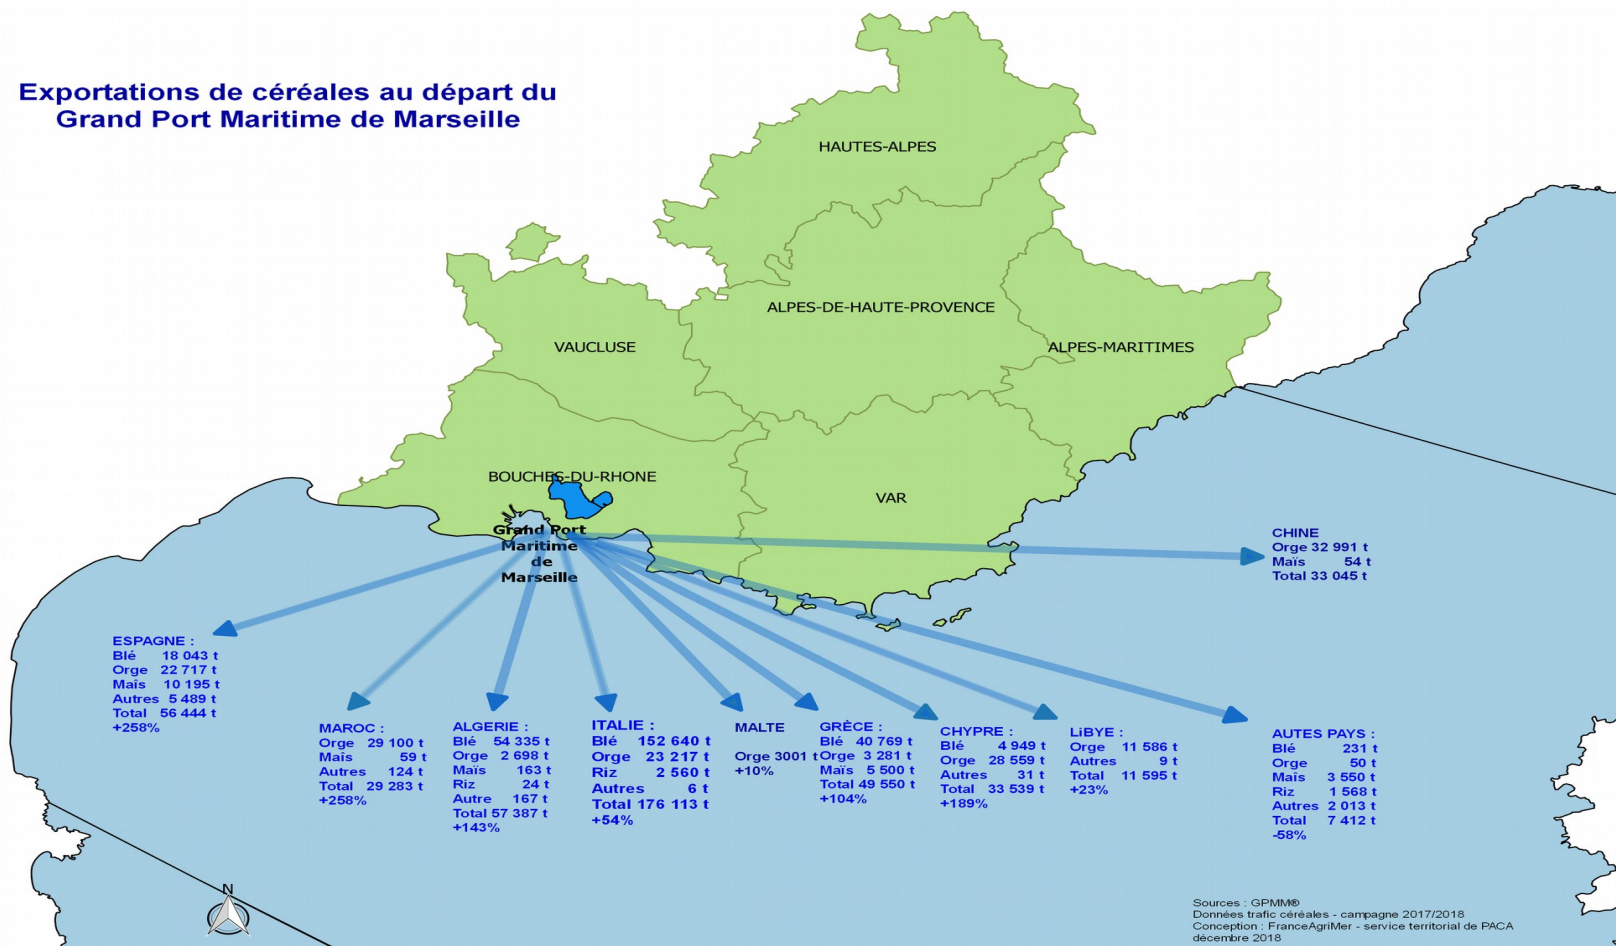 Exportations de céréales au départ du
Grand Port Maritime de Marseille
HAUTES-ALPES
ALPES-DE-HAUTE-PROVENCE
VAUCLUSE
ALPES-MARITIMES
BOUCHES-DU-RHONE
VAR
Grand Port
Maritime
de
Marseille
CHINE
Orge 32 991 t
Maïs 54 t
Total 33 045 t
ESPAGNE :
Blé 18 043 t
Orge 22 717 t
Maïs 10 195 t
Autres 5 489 t
Total 56 444 t
+258%
MAROC :
Orge 29 100 t
Maïs 59 t
Autres 124 t
Total 29 283 t
+258%
ALGERIE :
Blé 54 335 t
Orge 2 698 t
Maïs 163 t
Riz 24 t
Autre 167 t
Total 57 387 t
+143%
ITALIE :
Blé 152 640 t
Orge 23 217 t
Riz 2 560 t
Autres 6 t
Total 176 113 t
+54%
MALTE
Orge 3001 t
+10%
GRÈCE :
Blé 40 769 t
Orge 3 281 t
Maïs 5 500 t
Total 49 550 t
+104%
CHYPRE :
Blé 4 949 t
Orge 28 559 t
Autres 31 t
Total 33 539 t
+189%
LiBYE :
Orge 11 586 t
Autres 9 t
Total 11 595 t
+23%
AUTES PAYS :
Blé 231 t
Orge 50 t
Maïs 3 550 t
Riz 1 568 t
Autres 2 013 t
Total 7 412 t
-58%
N
Sources : GPMM®
Données trafic céréales - campagne 2017/2018
Conception : FranceAgriMer - service territorial de PACA
décembre 2018